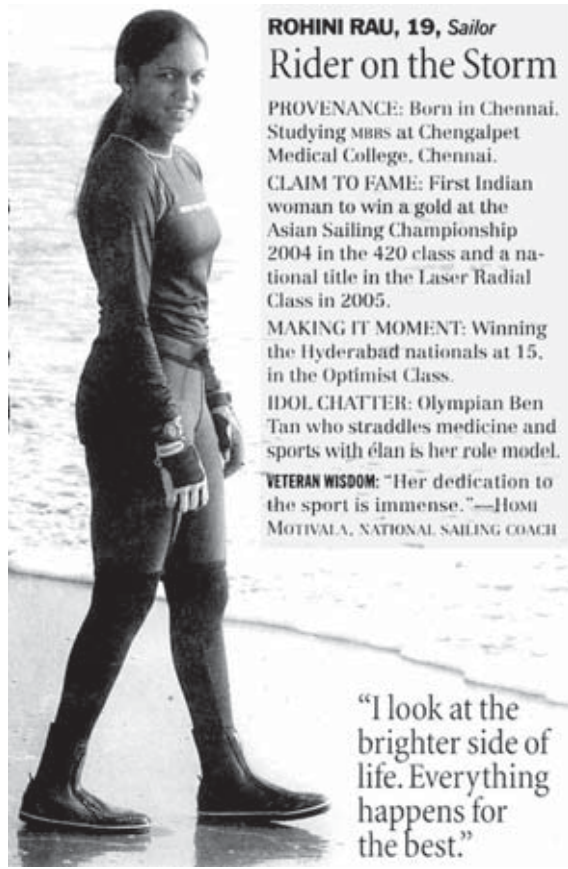 ROHINI RAU, 19, Sailor
Rider on the Storm
PROVENANCE: Born in Chennai.
Studying MBBS at Chengalpet
Medical College, Chennai.
CLAIM TO FAME: First Indian
woman to win a gold at the
Asian Sailing Championship
2004 in the 420 class and a na-
tional title in the Laser Radial
Class in 2005.
MAKING IT MOMENT: Winning
the Hyderabad nationals at 15,
in the Optimist Class.
IDOL CHATTER: Olympian Ben
Tan who straddles medicine and
sports with élan is her role model.
VETERAN WISDOM: “Her dedication to
the sport is immense.”—HOMI
MOTIVALA, NATIONAL SAILING COACH
“I look at the
brighter side of
life. Everything
happens for
the best.”